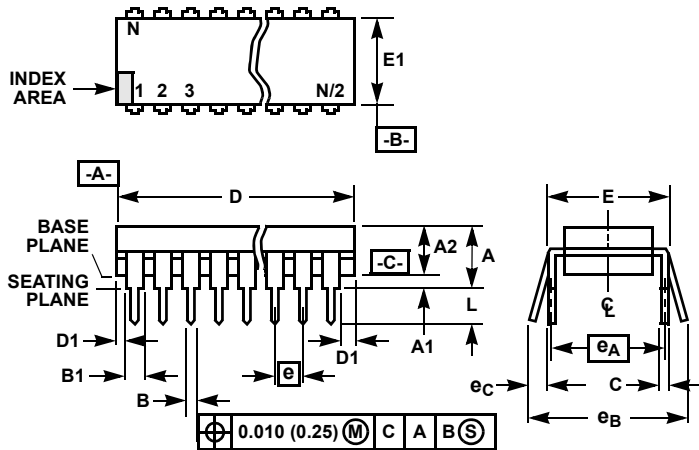 N
E1
INDEX
AREA
1 2 3 N/2
-B-
-A-
D
E
BASE
PLANE
A2
A
-C-
SEATING
PLANE
L
C
L
D1
A1
D1
e
eA
B1
eC
C
B
eB
0.010 (0.25) M C A B S